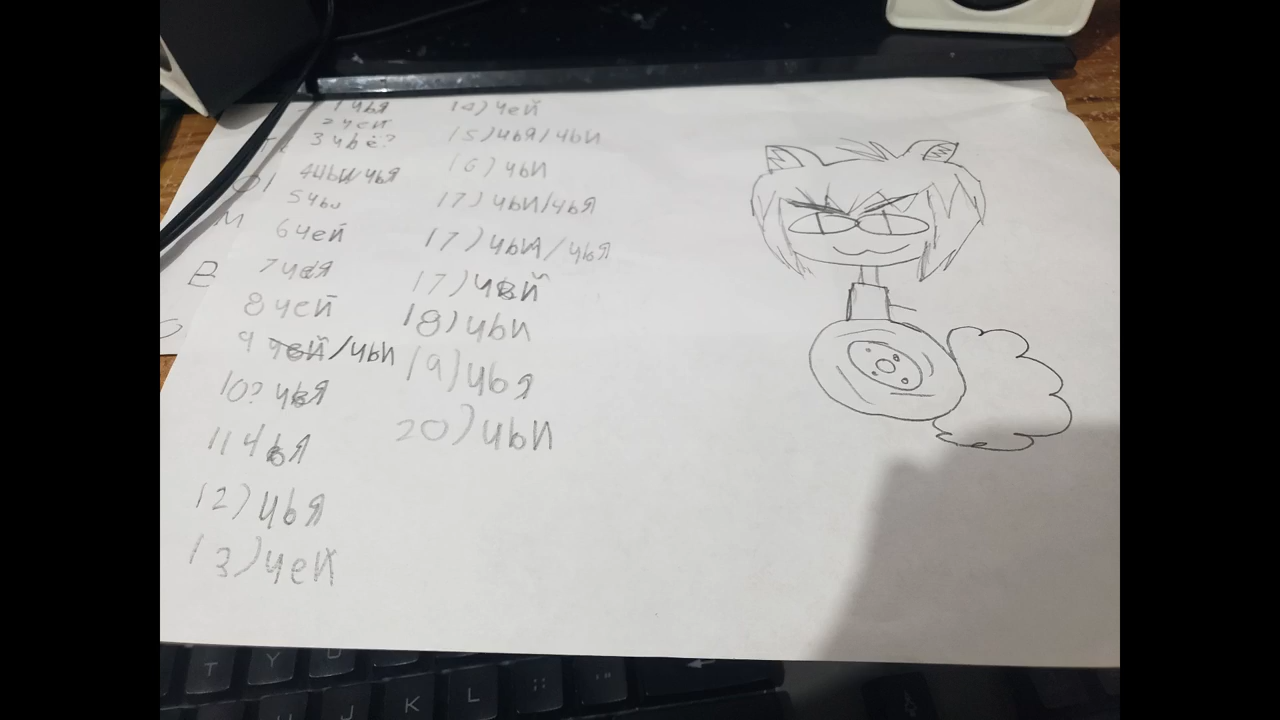 1 чья
2 чей
3 чьё?
4 чьи/чья
5 чьи
6 чей
7 чья
8 чей
9 чей/чьи
10? чья
11 чья
12) чья
13) чей
14) чей
15) чья/чьи
16) чьи
17) чьи/чья
17) чьи/чья
17) чей
18) чьи
19) чья
20) чьи
М
В
T Y U
J K L